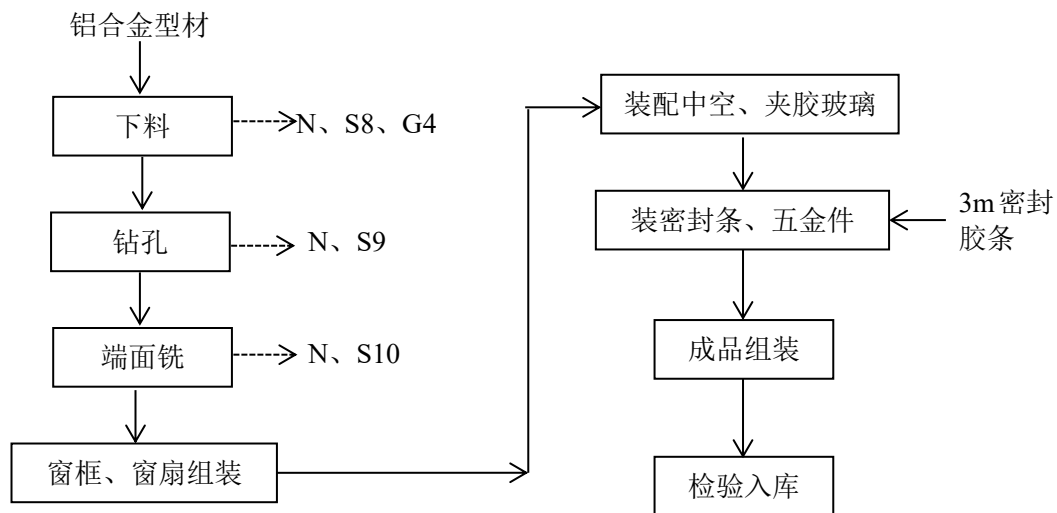 铝合金型材
下料
N、S8、G4
钻孔
N、S9
端面铣
N、S10
窗框、窗扇组装
装配中空、夹胶玻璃
装密封条、五金件
3m密封
胶条
成品组装
检验入库